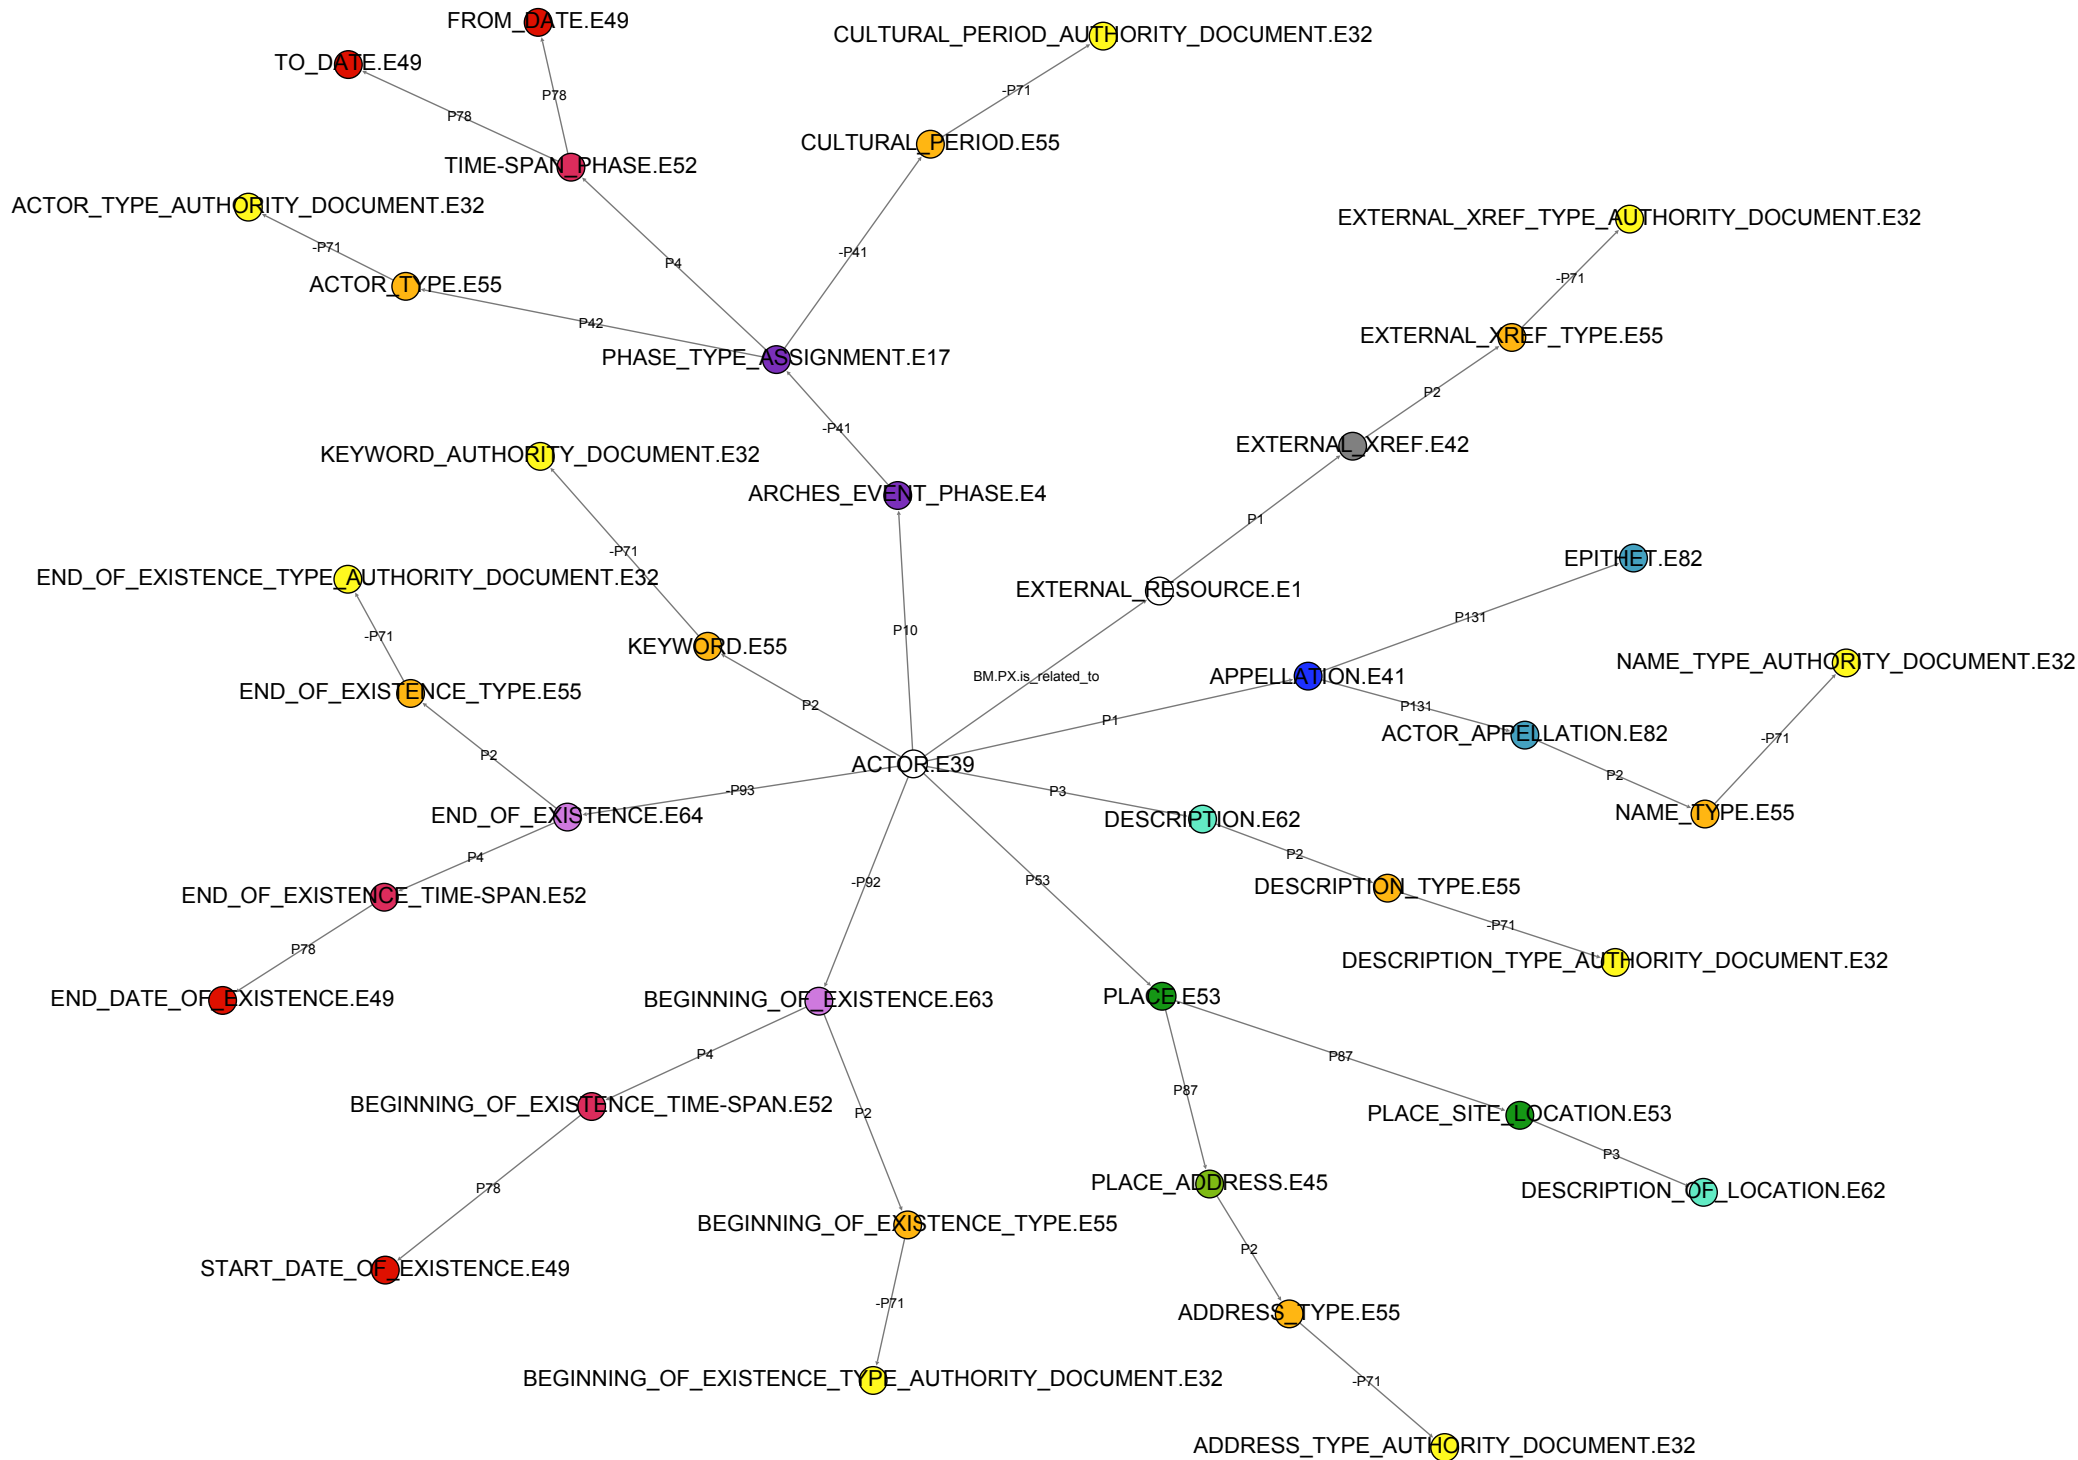 FROM_DATE.E49
CULTURAL_PERIOD_AUTHORITY_DOCUMENT.E32
TO_DATE.E49
P78
-P71
P78
CULTURAL_PERIOD.E55
TIME-SPAN_PHASE.E52
ACTOR_TYPE_AUTHORITY_DOCUMENT.E32
EXTERNAL_XREF_TYPE_AUTHORITY_DOCUMENT.E32
-P71
-P41
P4
-P71
ACTOR_TYPE.E55
P42
EXTERNAL_XREF_TYPE.E55
PHASE_TYPE_ASSIGNMENT.E17
P2
-P41
EXTERNAL_XREF.E42
KEYWORD_AUTHORITY_DOCUMENT.E32
ARCHES_EVENT_PHASE.E4
P1
-P71
EPITHET.E82
END_OF_EXISTENCE_TYPE_AUTHORITY_DOCUMENT.E32
EXTERNAL_RESOURCE.E1
P131
P10
-P71
KEYWORD.E55
NAME_TYPE_AUTHORITY_DOCUMENT.E32
BM.PX.is_related_to
APPELLATION.E41
END_OF_EXISTENCE_TYPE.E55
P2
P131
P1
ACTOR_APPELLATION.E82
-P71
P2
ACTOR.E39
P2
-P93
P3
NAME_TYPE.E55
END_OF_EXISTENCE.E64
DESCRIPTION.E62
P4
P2
-P92
P53
DESCRIPTION_TYPE.E55
END_OF_EXISTENCE_TIME-SPAN.E52
-P71
P78
DESCRIPTION_TYPE_AUTHORITY_DOCUMENT.E32
END_DATE_OF_EXISTENCE.E49
BEGINNING_OF_EXISTENCE.E63
PLACE.E53
P4
P87
P87
BEGINNING_OF_EXISTENCE_TIME-SPAN.E52
P2
PLACE_SITE_LOCATION.E53
P3
P78
PLACE_ADDRESS.E45
DESCRIPTION_OF_LOCATION.E62
BEGINNING_OF_EXISTENCE_TYPE.E55
P2
START_DATE_OF_EXISTENCE.E49
-P71
ADDRESS_TYPE.E55
BEGINNING_OF_EXISTENCE_TYPE_AUTHORITY_DOCUMENT.E32
-P71
ADDRESS_TYPE_AUTHORITY_DOCUMENT.E32